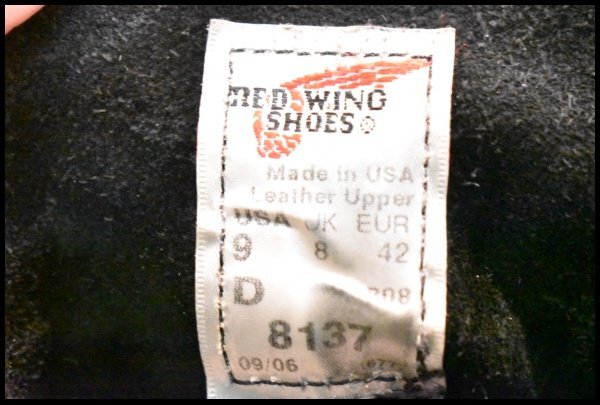 RED WING
SHOES®
Made in USA
Leather Upper
USA UK EUR
9 8 42
D
8137
09/06